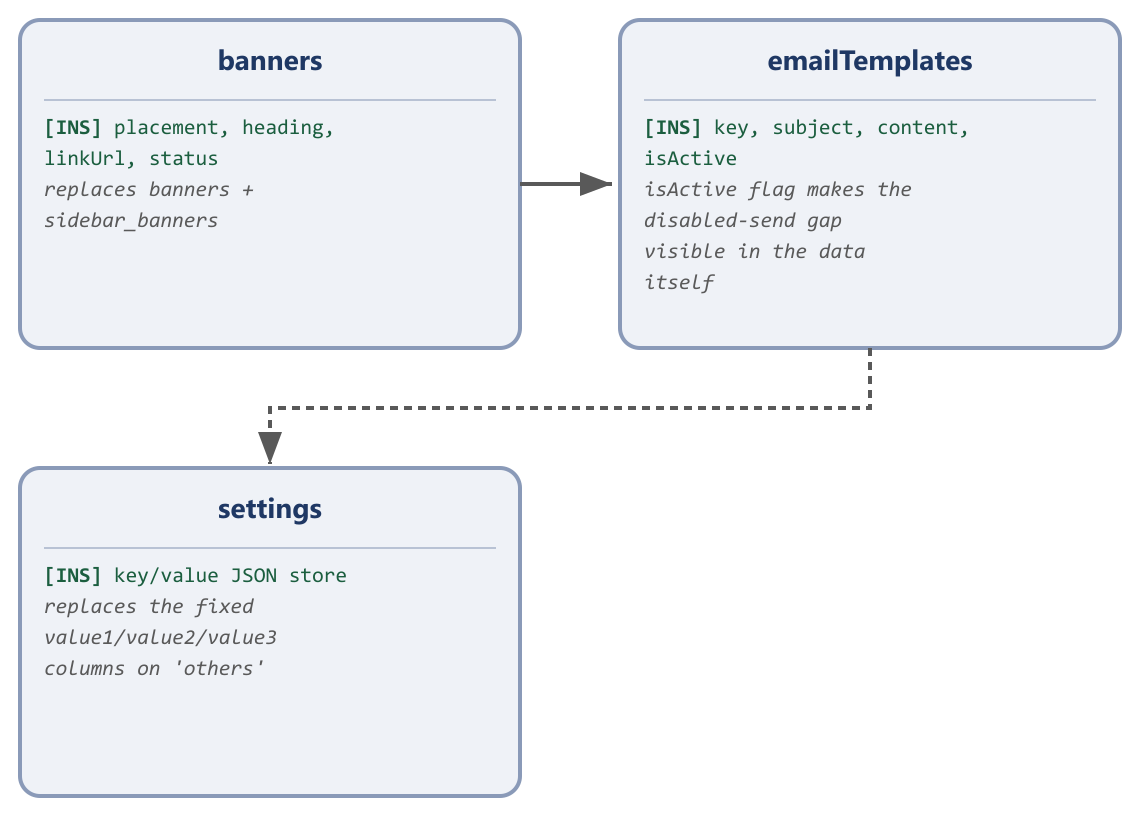 banners
[INS] placement, heading,
linkUrl, status
replaces banners +
sidebar_banners
emailTemplates
[INS] key, subject, content,
isActive
isActive flag makes the
disabled-send gap
visible in the data
itself
settings
[INS] key/value JSON store
replaces the fixed
value1/value2/value3
columns on 'others'